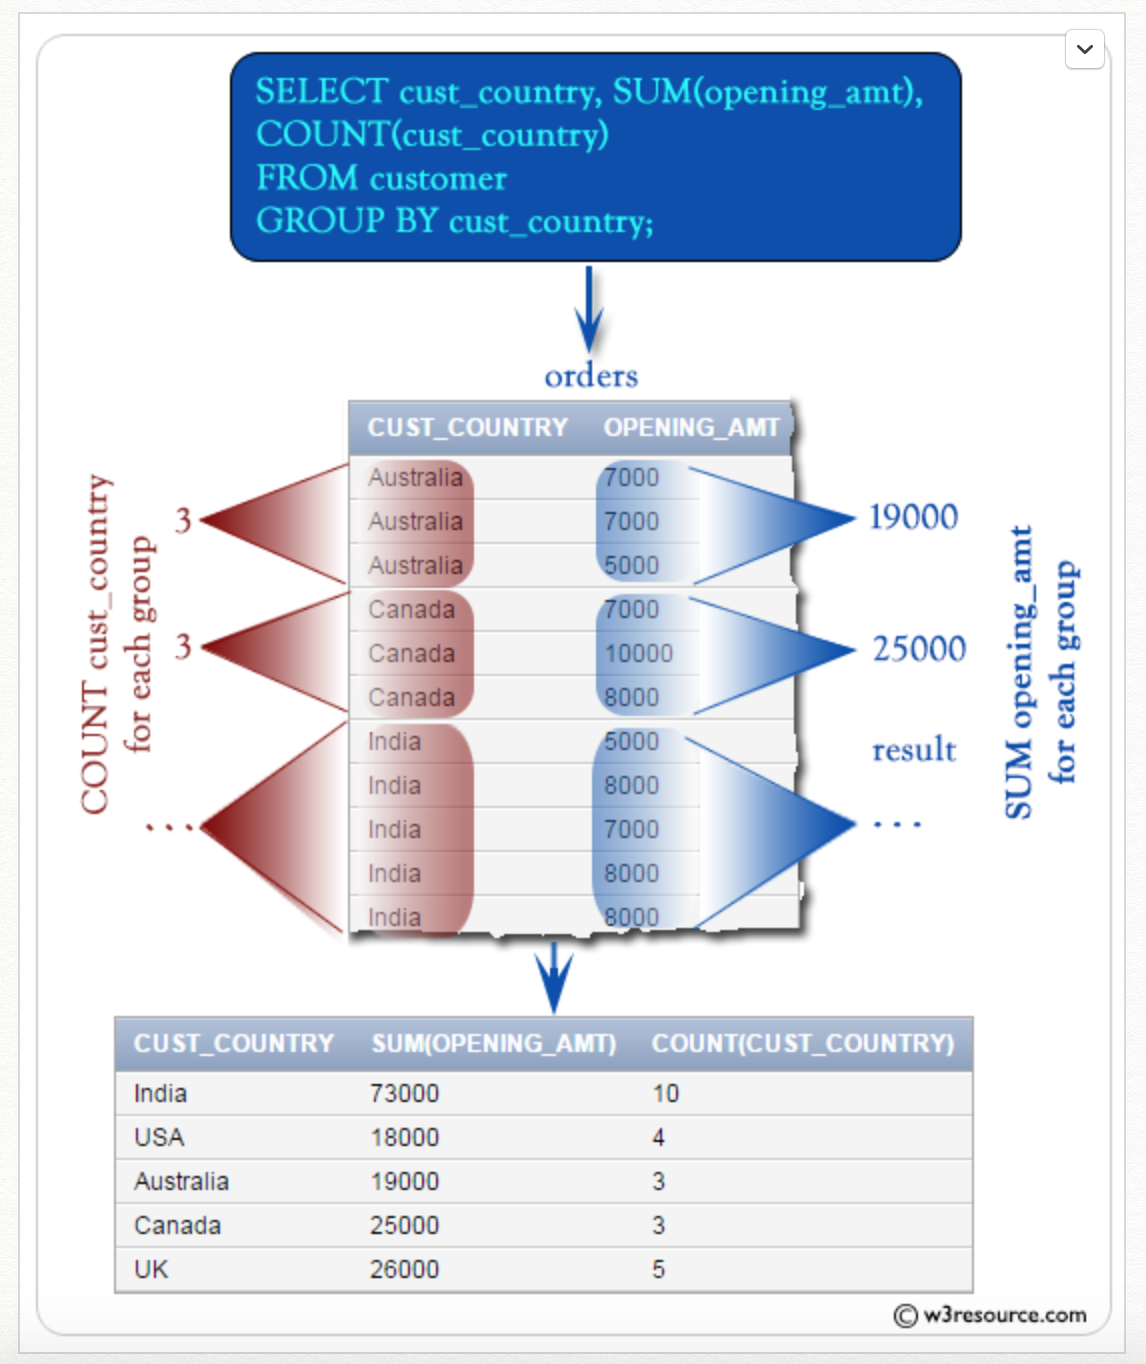 SELECT cust_country, SUM(opening_amt),
COUNT(cust_country)
FROM customer
GROUP BY cust_country;
orders
CUST_COUNTRY OPENING_AMT
Australia 7000
Australia 7000
Australia 5000
Canada 7000
Canada 10000
Canada 8000
India 5000
India 8000
India 7000
India 8000
India 8000
COUNT cust_country
for each group
3
3
. . . .
19000
25000
result
. . .
SUM opening_amt
for each group
CUST_COUNTRY SUM(OPENING_AMT) COUNT(CUST_COUNTRY)
India 73000 10
USA 18000 4
Australia 19000 3
Canada 25000 3
UK 26000 5
© w3resource.com